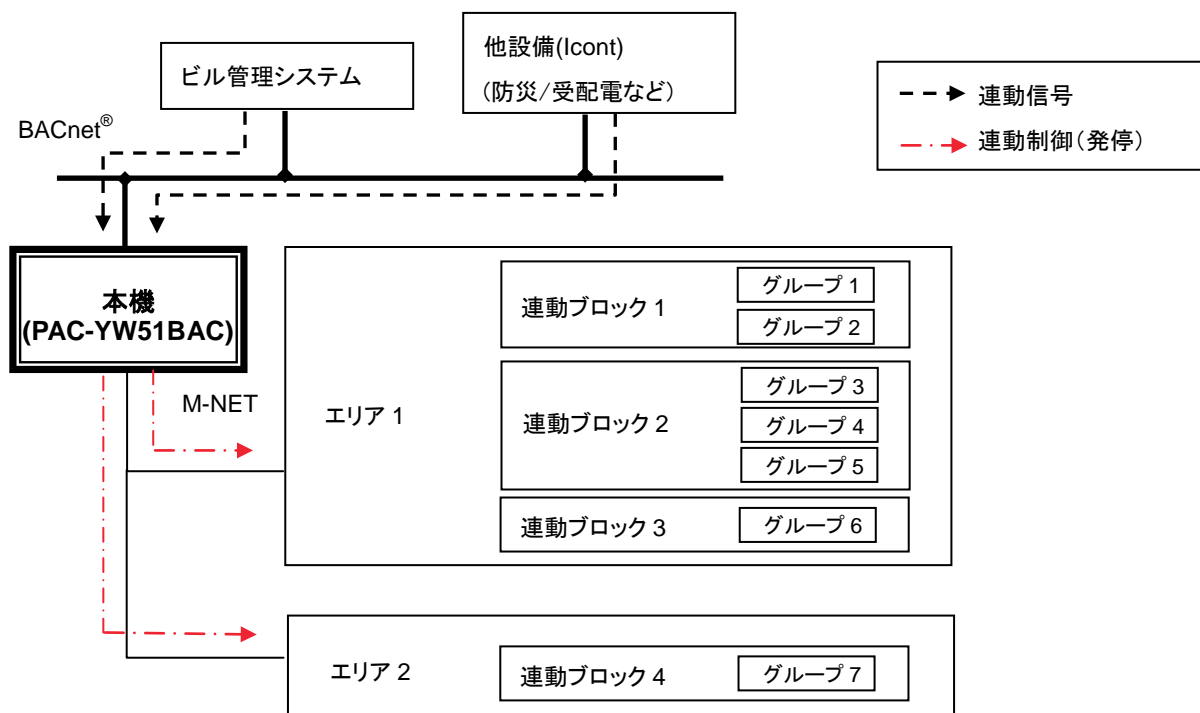 ビル管理システム
他設備(Icont)
(防災/受配電など)
連動信号
連動制御(発停)
BACnet®
本機
(PAC-YW51BAC)
M-NET
エリア 1
連動ブロック 1
グループ 1
グループ 2
連動ブロック 2
グループ 3
グループ 4
グループ 5
連動ブロック 3
グループ 6
エリア 2
連動ブロック 4
グループ 7